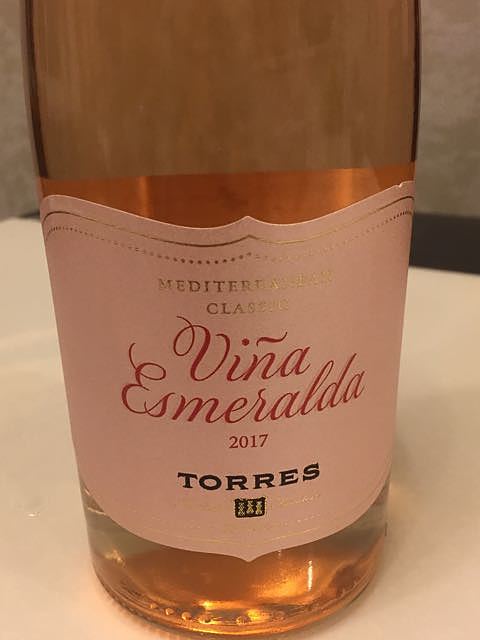 MEDITERRANEAN
CLASSIC
Viña
Esmeralda
2017
TORRES